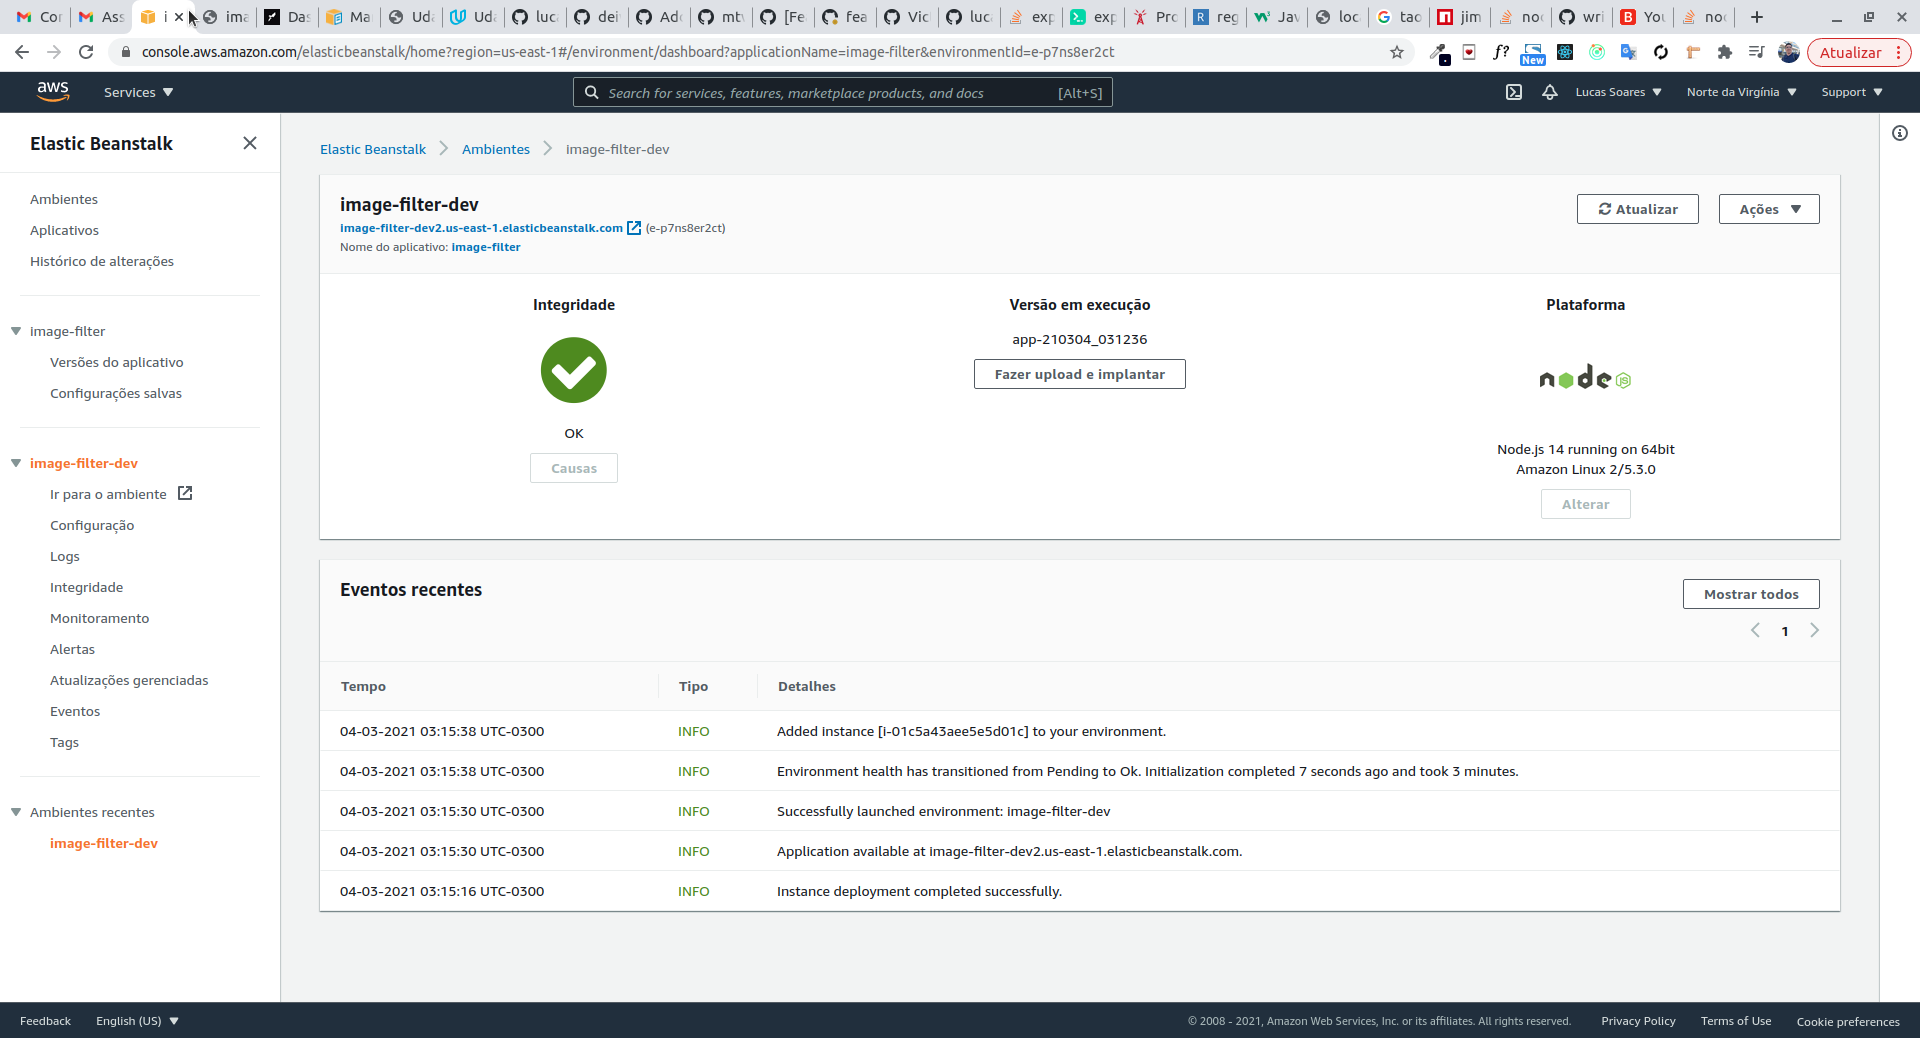 Cor
Ass
i
ima
Das
Ma
Uda
Uda
luc
dei
Ado
mt
[Fe
fea
Vic
luc
exp
exp
Pro
reg
Jav
loc
tao
jim
noc
wri
You
noc
console.aws.amazon.com/elasticbeanstalk/home?region=us-east-1#/environment/dashboard?applicationName=image-filter&environmentId=e-p7ns8er2ct
f?
New
Atualizar
aws
Services
Search for services, features, marketplace products, and docs
[Alt+S]
Lucas Soares
Norte da Virgínia
Support
Elastic Beanstalk
Ambientes
Aplicativos
Histórico de alterações
image-filter
Versões do aplicativo
Configurações salvas
image-filter-dev
Ir para o ambiente
Configuração
Logs
Integridade
Monitoramento
Alertas
Atualizações gerenciadas
Eventos
Tags
Ambientes recentes
image-filter-dev
Elastic Beanstalk
Ambientes
image-filter-dev
image-filter-dev
image-filter-dev2.us-east-1.elasticbeanstalk.com (e-p7ns8er2ct)
Nome do aplicativo: image-filter
Atualizar
Ações
Integridade
OK
Causas
Versão em execução
app-210304_031236
Fazer upload e implantar
Plataforma
node JS
Node.js 14 running on 64bit
Amazon Linux 2/5.3.0
Alterar
Eventos recentes
Mostrar todos
1
Tempo Tipo Detalhes
04-03-2021 03:15:38 UTC-0300 INFO Added instance [i-01c5a43aee5e5d01c] to your environment.
04-03-2021 03:15:38 UTC-0300 INFO Environment health has transitioned from Pending to Ok. Initialization completed 7 seconds ago and took 3 minutes.
04-03-2021 03:15:30 UTC-0300 INFO Successfully launched environment: image-filter-dev
04-03-2021 03:15:30 UTC-0300 INFO Application available at image-filter-dev2.us-east-1.elasticbeanstalk.com.
04-03-2021 03:15:16 UTC-0300 INFO Instance deployment completed successfully.
Feedback
English (US)
© 2008 - 2021, Amazon Web Services, Inc. or its affiliates. All rights reserved.
Privacy Policy
Terms of Use
Cookie preferences